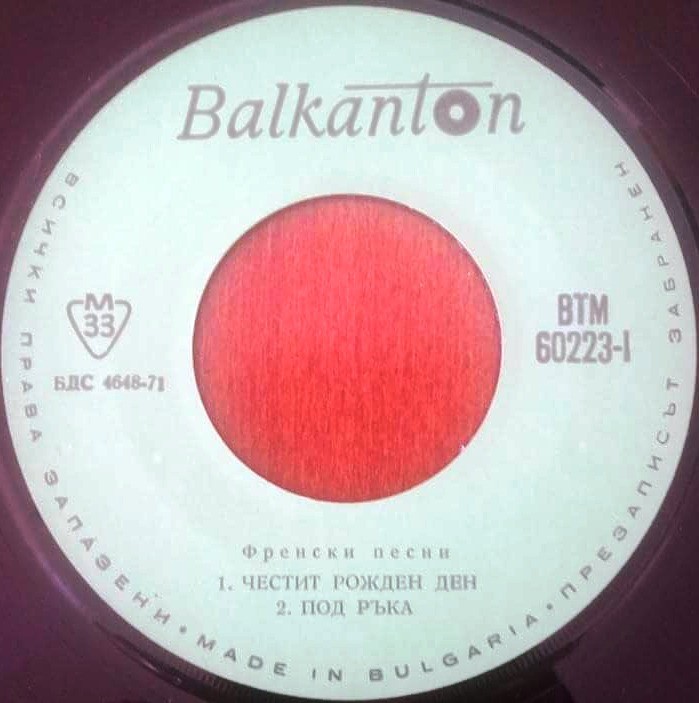 Balkanton
М
33
БДС 4648-71
ВТМ
60223-I
Френски песни
1. ЧЕСТИТ РОЖДЕН ДЕН
2. ПОД РЪКА
ВСИЧКИ ПРАВА ЗАПАЗЕНИ • MADE IN BULGARIA • ПРЕЗАПИСЪТ ЗАБРАНЕН